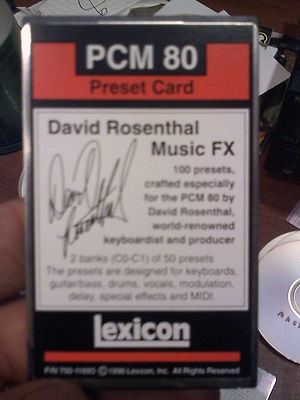 PCM 80
Preset Card
David Rosenthal
Music FX
100 presets,
crafted especially
for the PCM 80 by
David Rosenthal,
world-renowned
keyboardist and producer
2 banks (C0-C1) of 50 presets
The presets are designed for keyboards,
guitar/bass, drums, vocals, modulation,
delay, special effects and MIDI.
lexicon
P/N 750-11693 ©1996 Lexicon, Inc. All Rights Reserved